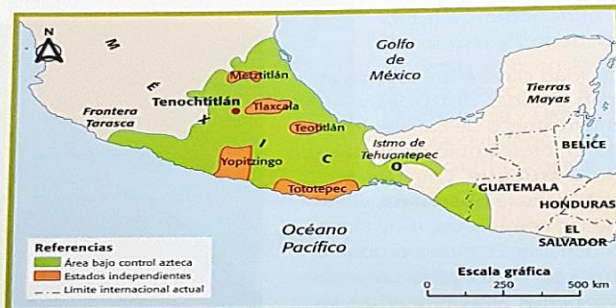 N
M
É
X
I
C
O
Golfo
de
México
Metztitlán
Tenochtitlán
Tlaxcala
Tierras
Mayas
Frontera
Tarasca
Teotitlán
Istmo de
Tehuantepec
BELICE
Yopitzingo
Tototepec
GUATEMALA
HONDURAS
EL
SALVADOR
Océano
Pacífico
Referencias
Área bajo control azteca
Estados independientes
Límite internacional actual
Escala gráfica
0 250 500 km